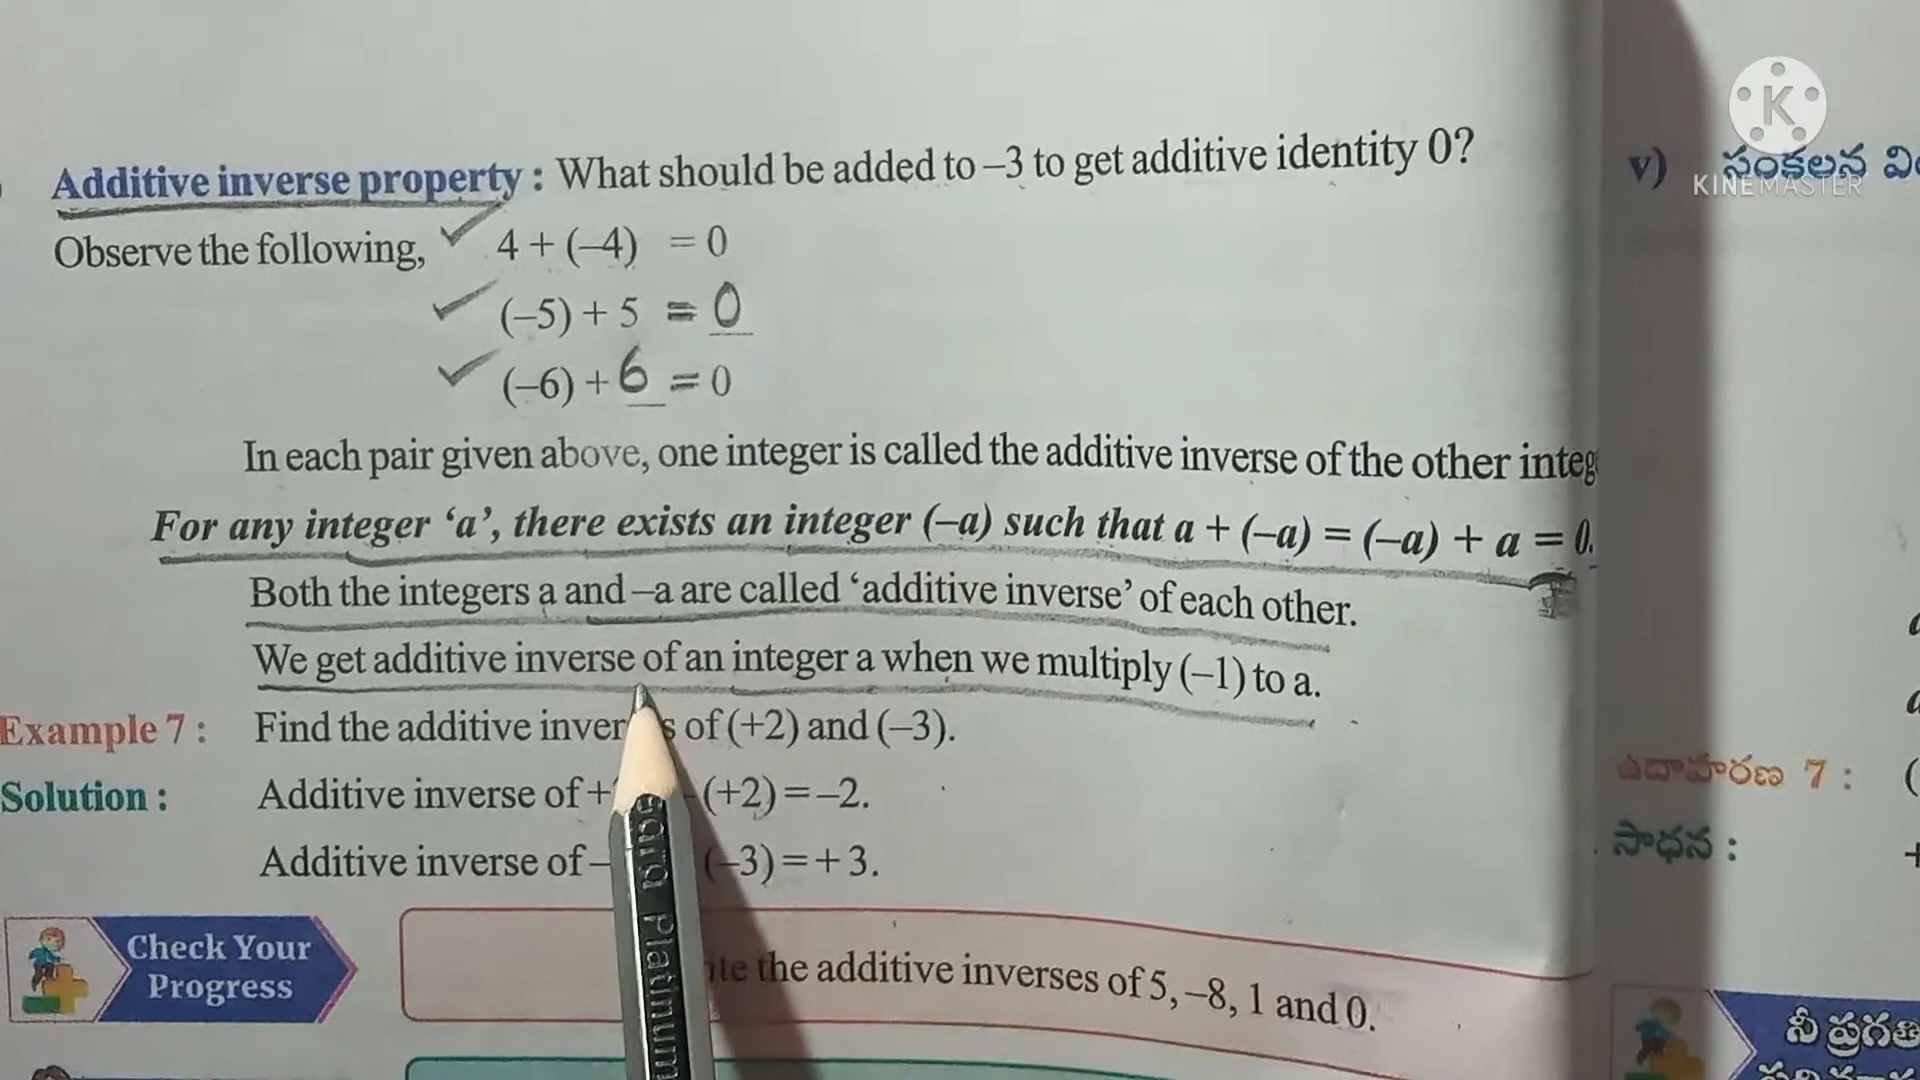 Additive inverse property : What should be added to –3 to get additive identity 0?
Observe the following, 4 + (–4) = 0
(–5) + 5 = 0
(–6) + 6 = 0
In each pair given above, one integer is called the additive inverse of the other integ
For any integer ‘a’, there exists an integer (–a) such that a + (–a) = (–a) + a = 0.
Both the integers a and –a are called ‘additive inverse’ of each other.
We get additive inverse of an integer a when we multiply (–1) to a.
Example 7 : Find the additive inver s of (+2) and (–3).
Solution : Additive inverse of + (+2) = –2.
Additive inverse of – (–3) = + 3.
Check Your
Progress
ite the additive inverses of 5, –8, 1 and 0.
Sara Platinum
K
KINEMASTER
v) సంకలన
ఉదాహరణ 7 : (
సాధన : +
నీ ప్రగతి